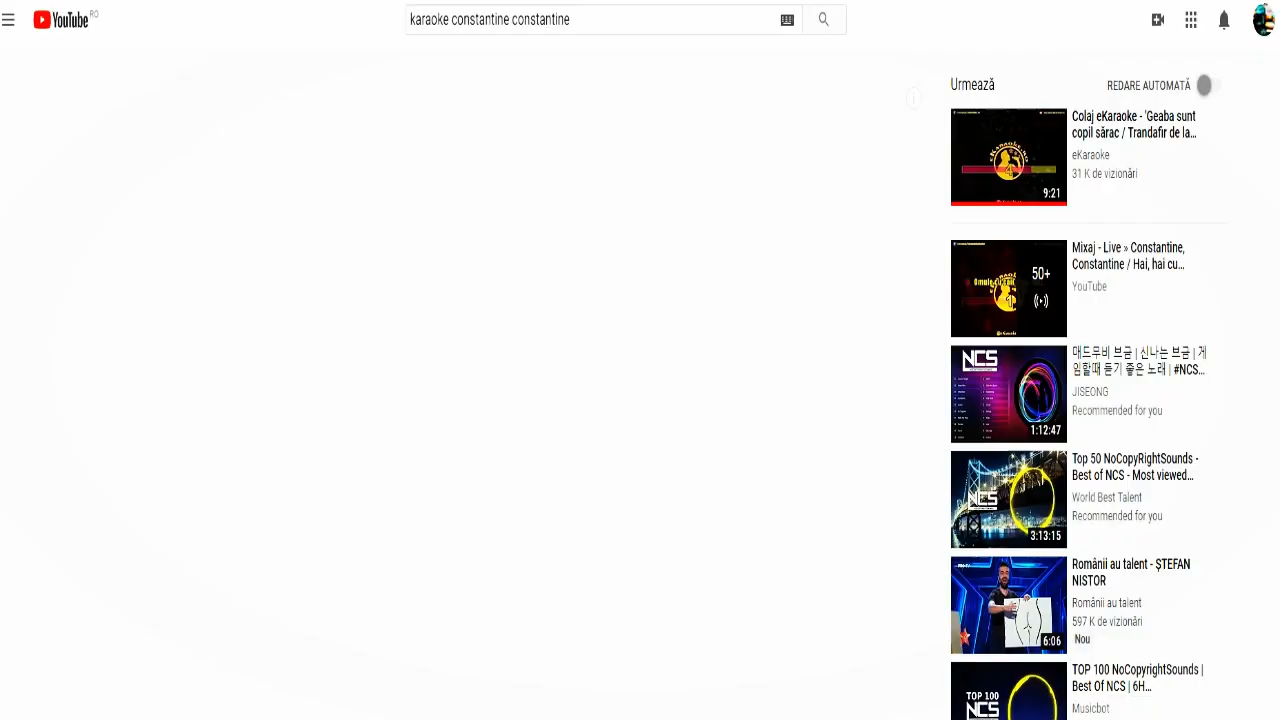 YouTube RO
karaoke constantine constantine
Urmează
REDARE AUTOMATĂ
9:21
Colaj eKaraoke - 'Geaba sunt
copil sărac / Trandafir de la...
eKaraoke
31 K de vizionări
50+
Mixaj - Live » Constantine,
Constantine / Hai, hai cu...
YouTube
NCS
1:12:47
매드무비 브금 | 신나는 브금 | 게
임할때 듣기 좋은 노래 | #NCS...
JISEONG
Recommended for you
NCS
3:13:15
Top 50 NoCopyRightSounds -
Best of NCS - Most viewed...
World Best Talent
Recommended for you
6:06
Românii au talent - ȘTEFAN
NISTOR
Românii au talent
597 K de vizionări
Nou
TOP 100
NCS
TOP 100 NoCopyrightSounds |
Best Of NCS | 6H...
Musicbot